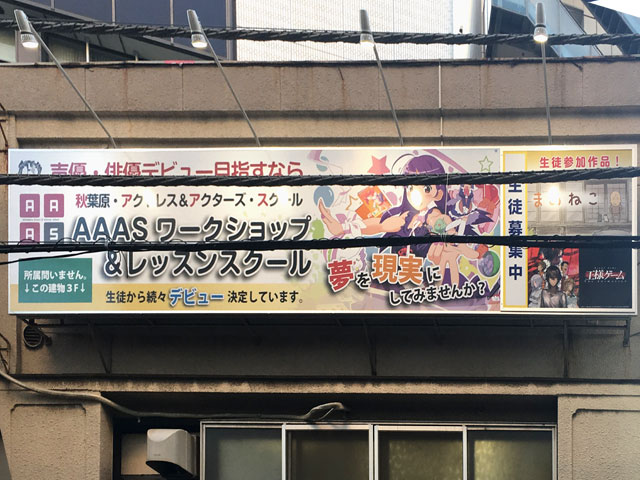 声優・俳優デビュー目指すなら
秋葉原・アクトレス&アクターズ・スクール
AAAS
AAAS ワークショップ
&レッスンスクール
所属問いません。
↓この建物3F↓
生徒から続々デビュー決定しています。
夢を現実に
してみませんか?
生徒募集中
生徒参加作品!
ねこ
王様ゲーム